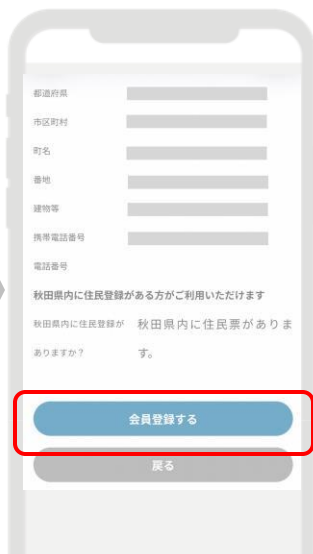 都道府県
市区町村
町名
番地
建物等
携帯電話番号
電話番号
秋田県内に住民登録がある方がご利用いただけます
秋田県内に住民登録が
ありますか？
秋田県内に住民票がありま
す。
会員登録する
戻る